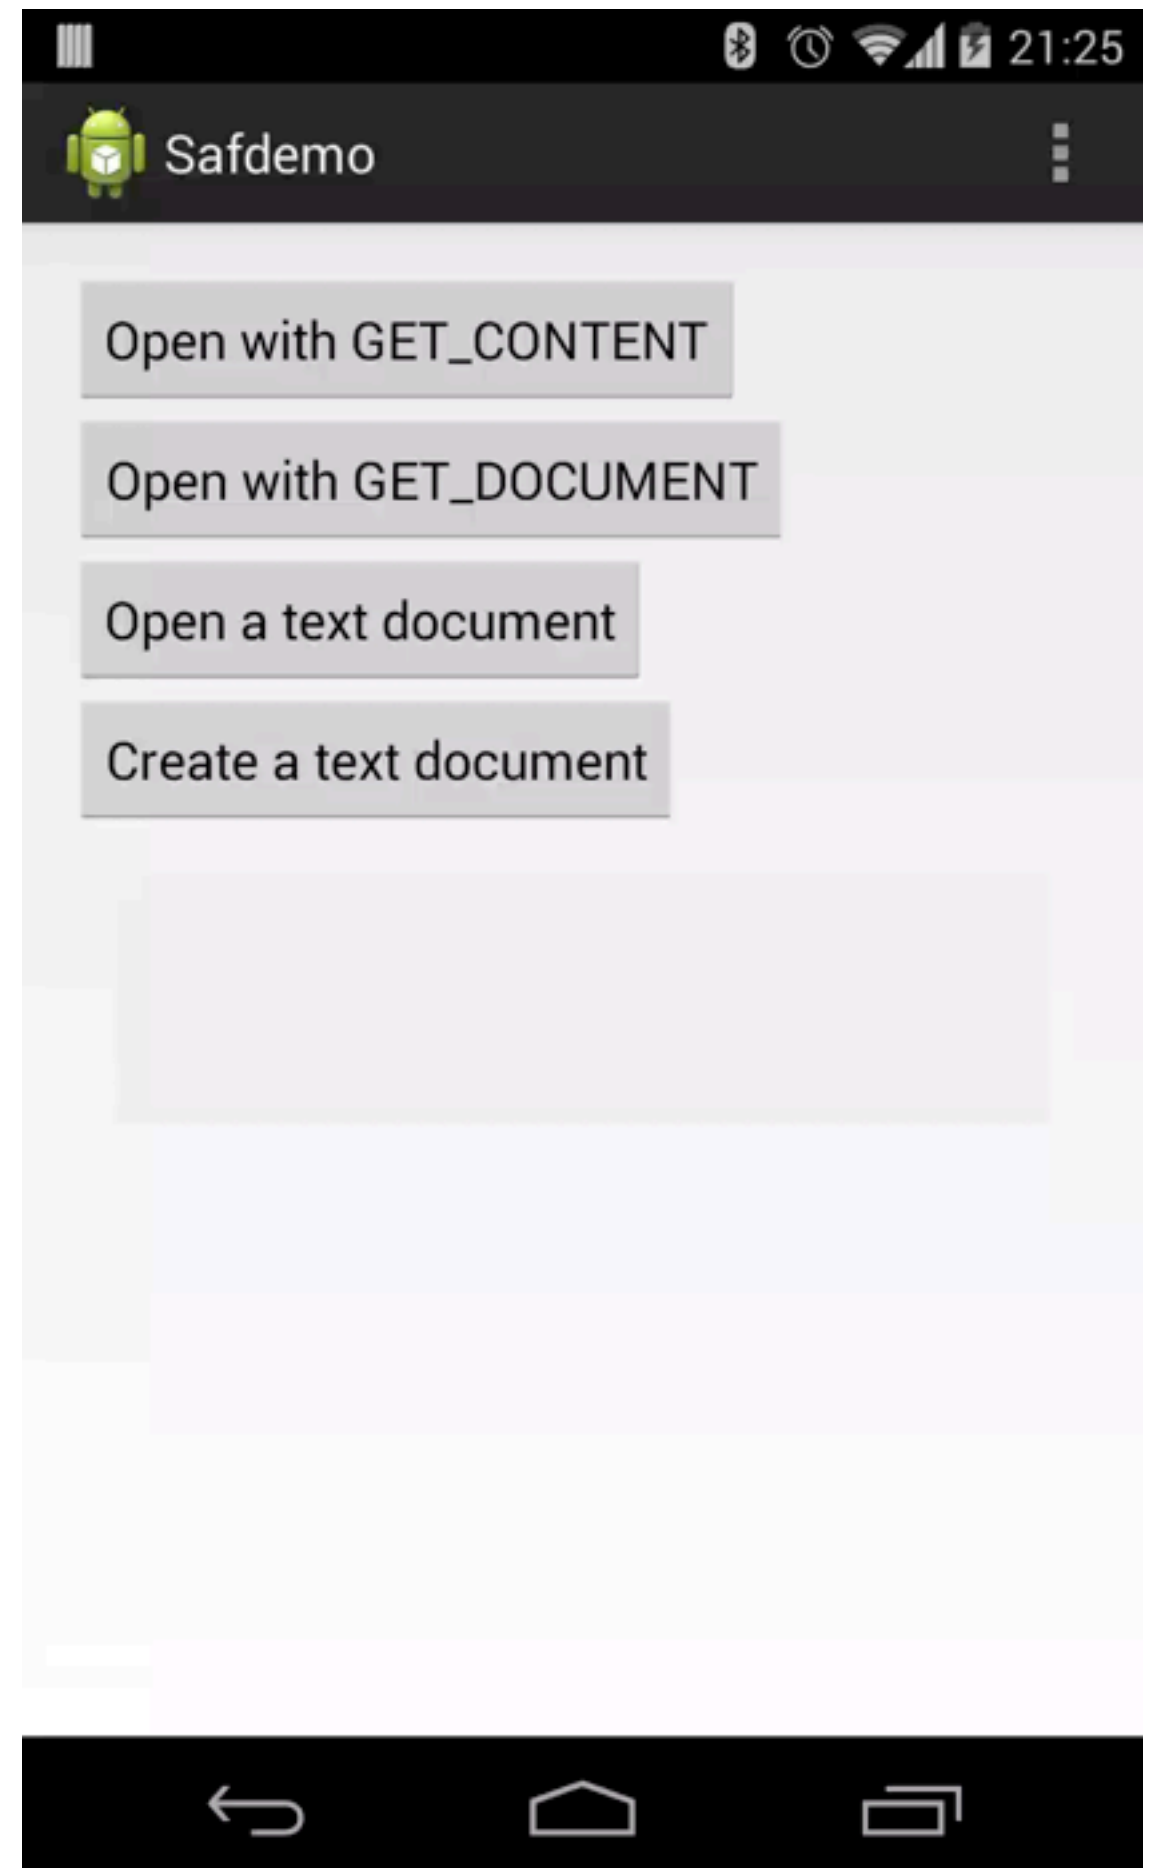 21:25
Safdemo
Open with GET_CONTENT
Open with GET_DOCUMENT
Open a text document
Create a text document